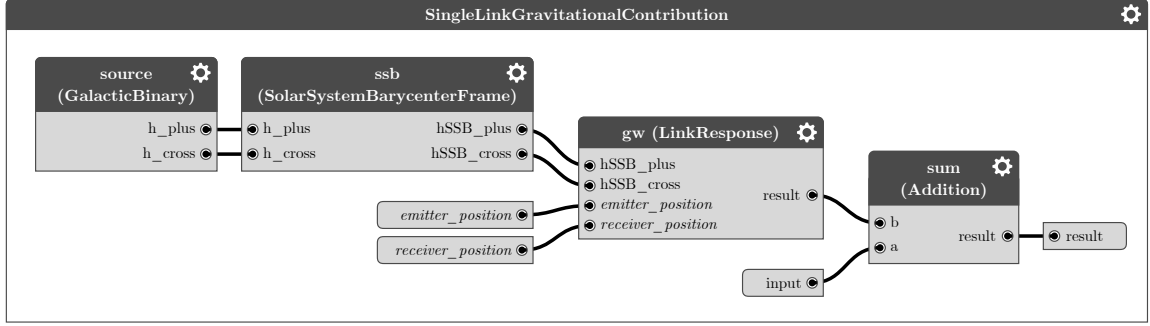 SingleLinkGravitationalContribution
source
(GalacticBinary)
h_plus
h_cross
ssb
(SolarSystemBarycenterFrame)
h_plus hSSB_plus
h_cross hSSB_cross
gw (LinkResponse)
hSSB_plus
hSSB_cross
emitter_position
receiver_position
result
emitter_position
receiver_position
sum
(Addition)
b
a
result
result
input